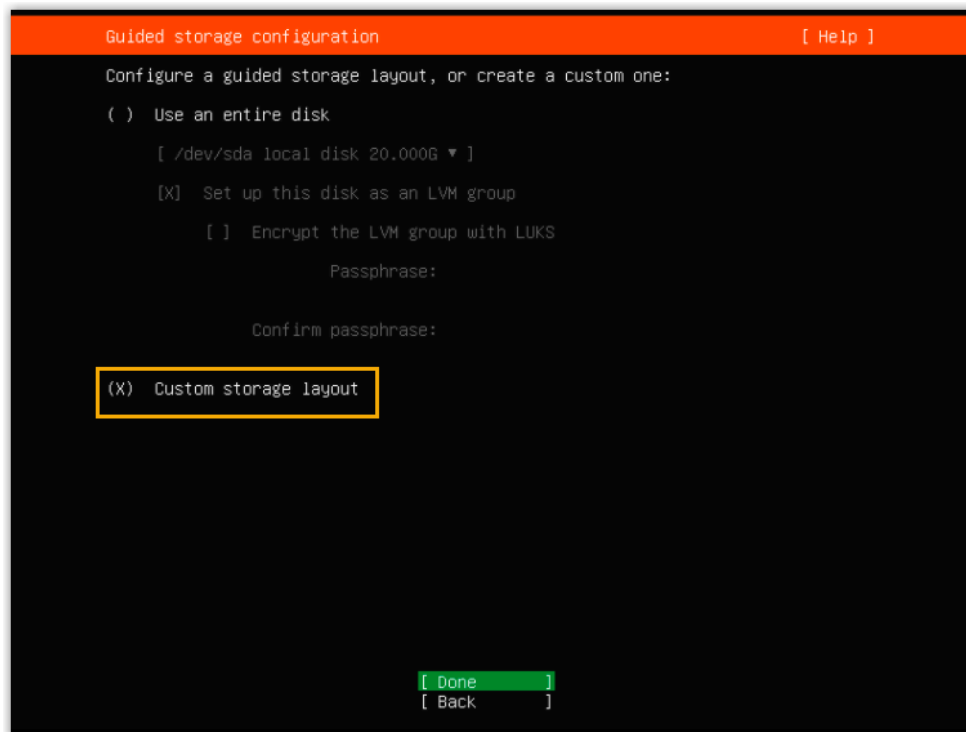 Guided storage configuration [ Help ]
Configure a guided storage layout, or create a custom one:
( ) Use an entire disk
[ /dev/sda local disk 20.000G ▾ ]
[X] Set up this disk as an LVM group
[ ] Encrypt the LVM group with LUKS
Passphrase:
Confirm passphrase:
(X) Custom storage layout
[ Done ]
[ Back ]